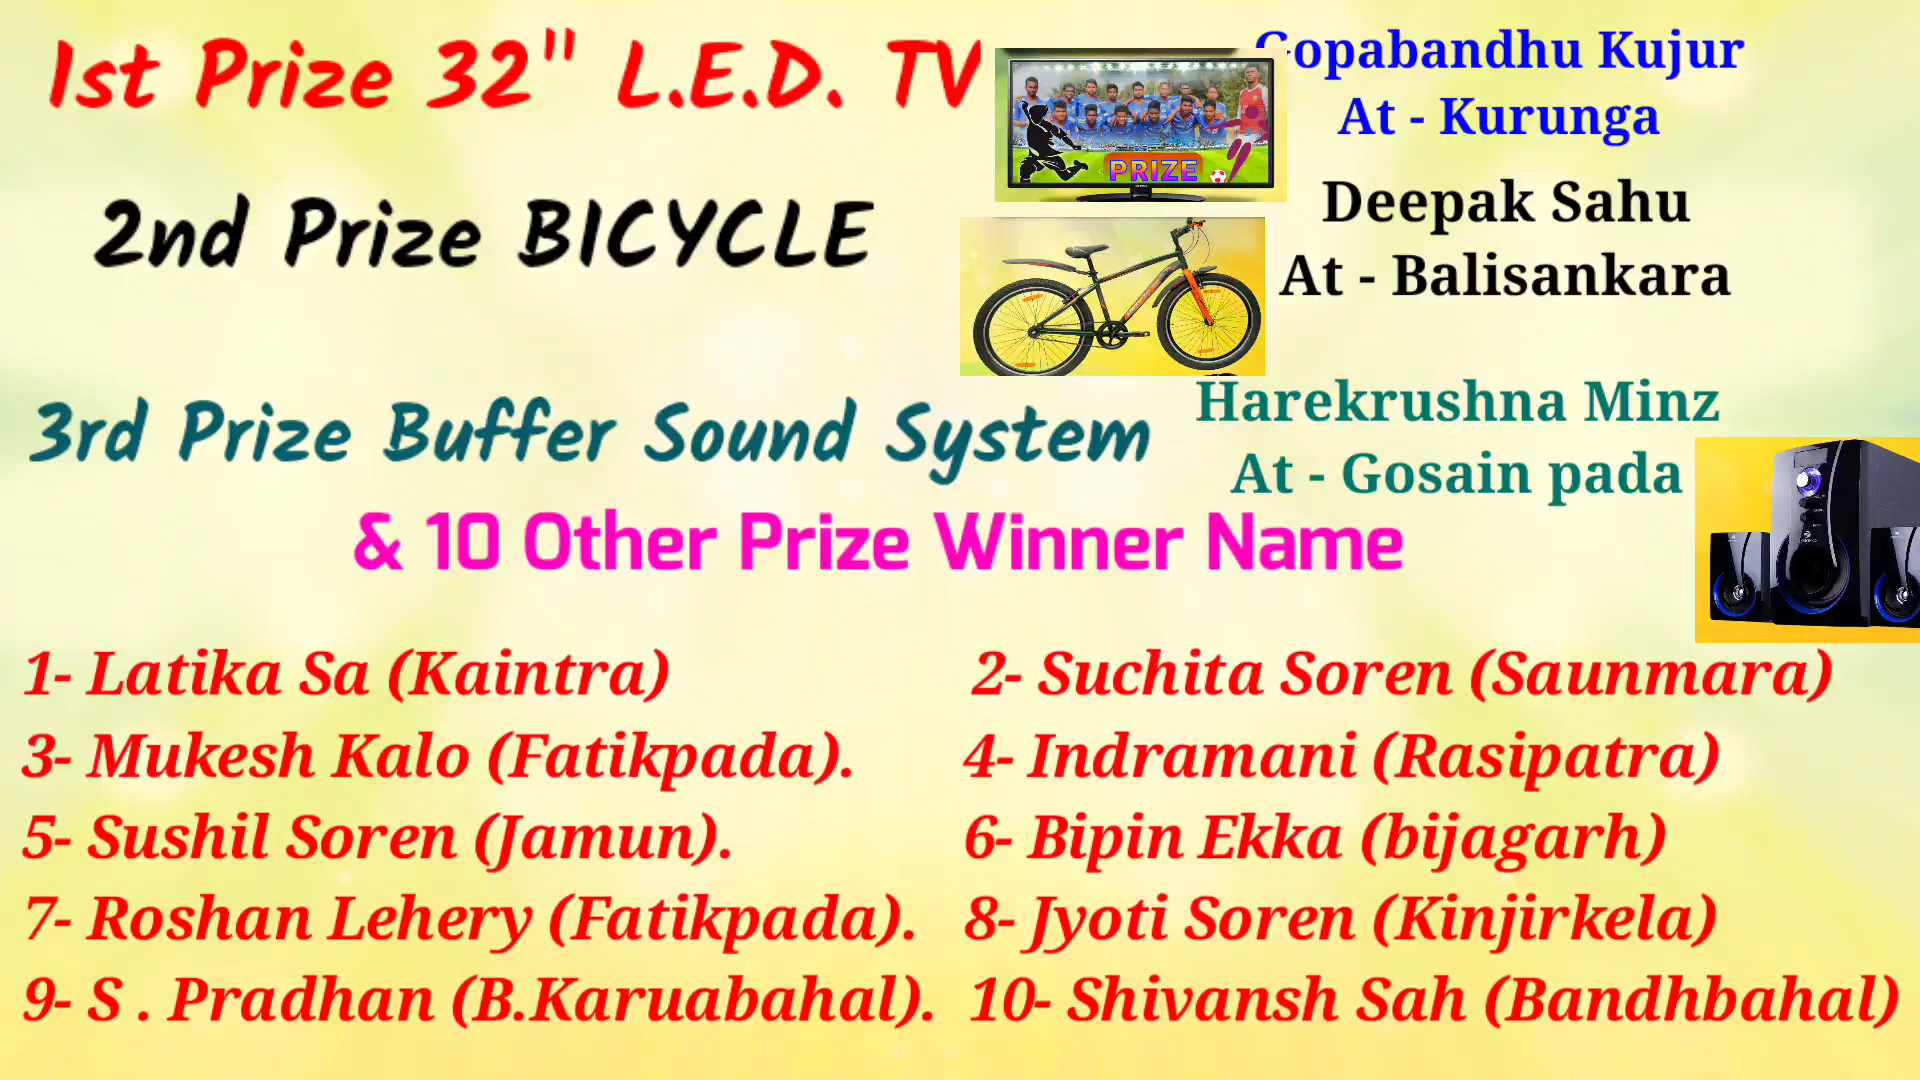 1st Prize 32" L.E.D. TV
Gopabandhu Kujur
At - Kurunga
PRIZE
2nd Prize BICYCLE
Deepak Sahu
At - Balisankara
3rd Prize Buffer Sound System
Harekrushna Minz
At - Gosain pada
& 10 Other Prize Winner Name
1- Latika Sa (Kaintra)
2- Suchita Soren (Saunmara)
3- Mukesh Kalo (Fatikpada).
4- Indramani (Rasipatra)
5- Sushil Soren (Jamun).
6- Bipin Ekka (bijagarh)
7- Roshan Lehery (Fatikpada).
8- Jyoti Soren (Kinjirkela)
9- S . Pradhan (B.Karuabahal).
10- Shivansh Sah (Bandhbahal)